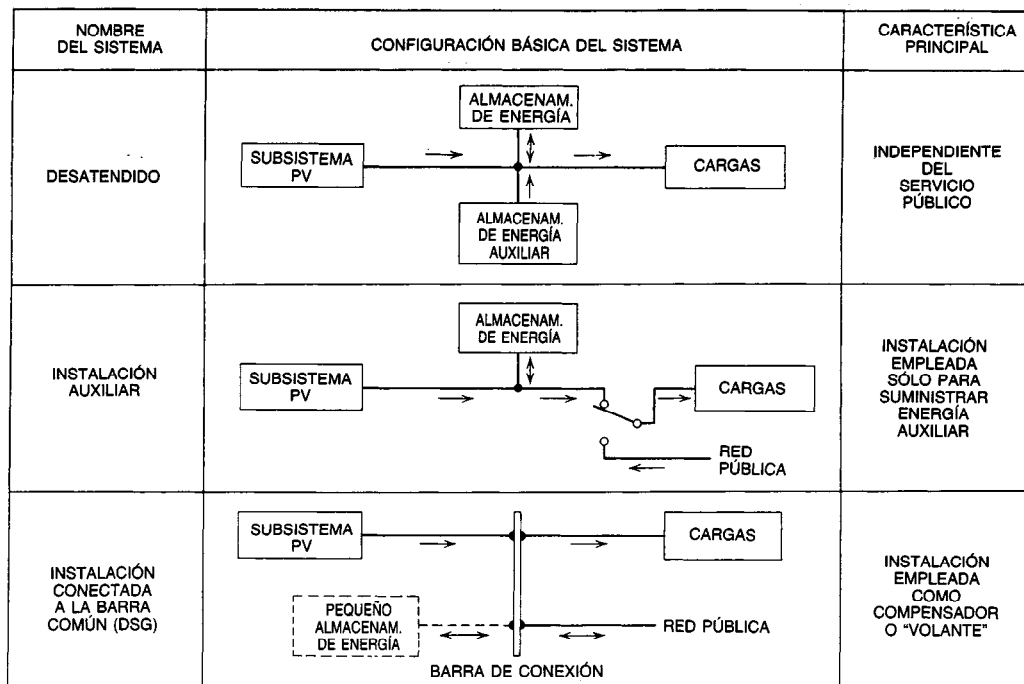 NOMBRE
DEL SISTEMA
CONFIGURACIÓN BÁSICA DEL SISTEMA
CARACTERÍSTICA
PRINCIPAL
DESATENDIDO
ALMACENAM.
DE ENERGÍA
SUBSISTEMA
PV
CARGAS
ALMACENAM.
DE ENERGÍA
AUXILIAR
INDEPENDIENTE
DEL
SERVICIO
PÚBLICO
INSTALACIÓN
AUXILIAR
ALMACENAM.
DE ENERGÍA
SUBSISTEMA
PV
CARGAS
RED
PÚBLICA
INSTALACIÓN
EMPLEADA
SÓLO PARA
SUMINISTRAR
ENERGÍA
AUXILIAR
INSTALACIÓN
CONECTADA
A LA BARRA
COMÚN (DSG)
SUBSISTEMA
PV
CARGAS
PEQUEÑO
ALMACENAM.
DE ENERGÍA
RED PÚBLICA
BARRA DE CONEXIÓN
INSTALACIÓN
EMPLEADA
COMO
COMPENSADOR
O "VOLANTE"